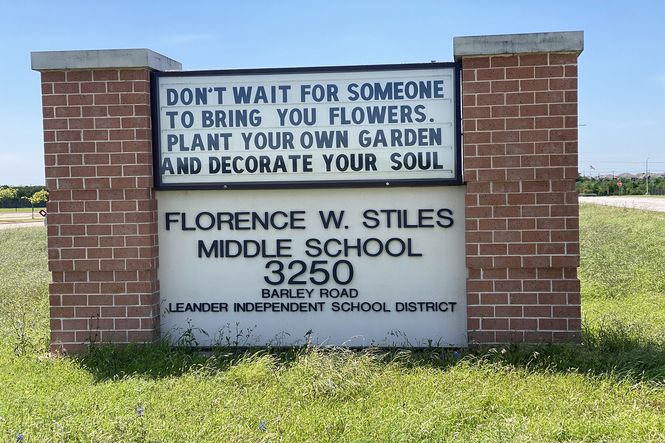 DON'T WAIT FOR SOMEONE
TO BRING YOU FLOWERS.
PLANT YOUR OWN GARDEN
AND DECORATE YOUR SOUL
FLORENCE W. STILES
MIDDLE SCHOOL
3250
BARLEY ROAD
LEANDER INDEPENDENT SCHOOL DISTRICT